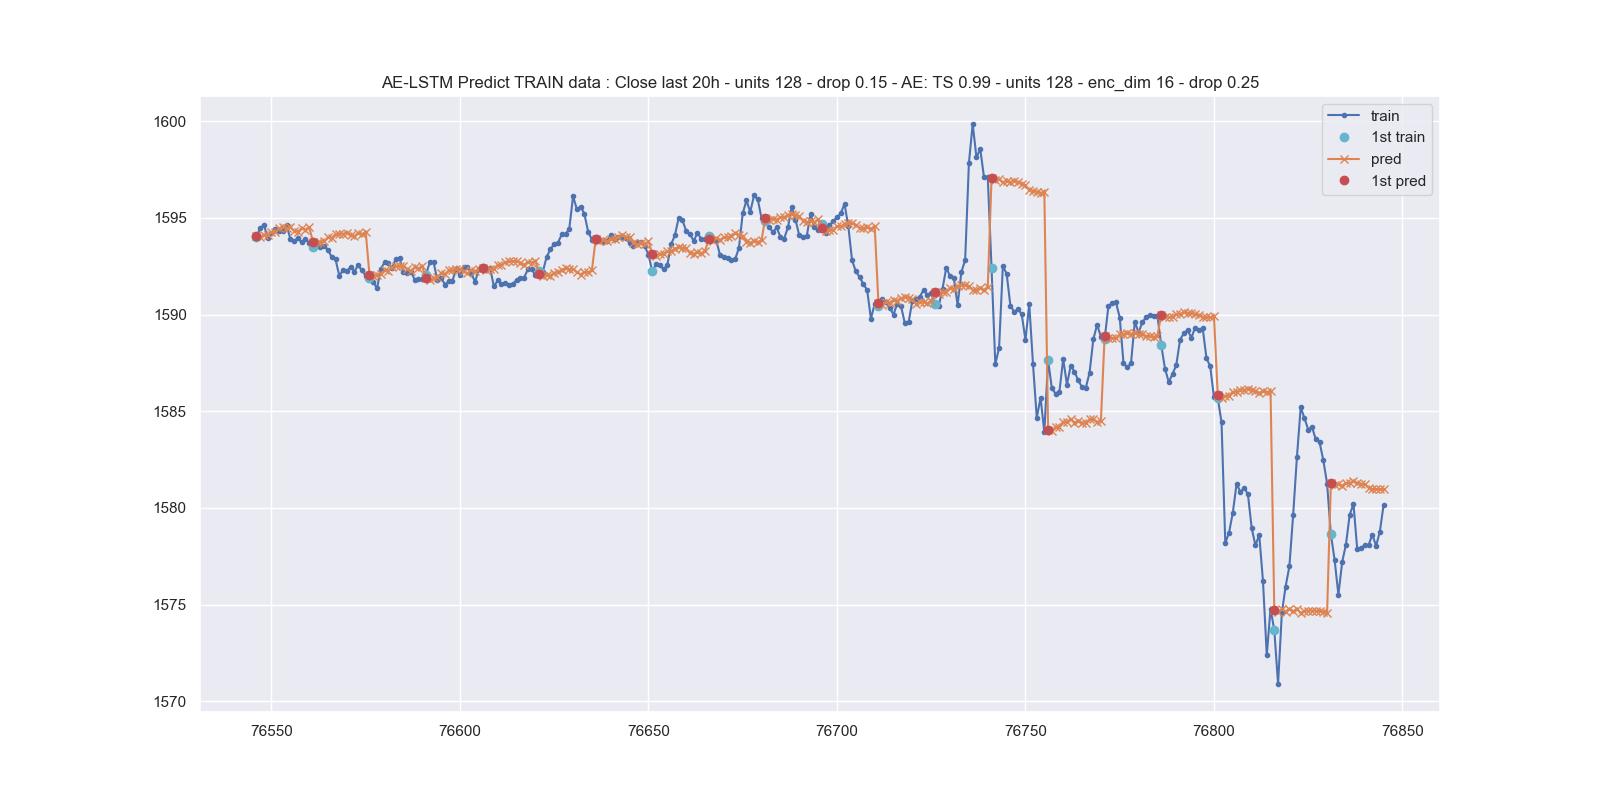 AE-LSTM Predict TRAIN data : Close last 20h - units 128 - drop 0.15 - AE: TS 0.99 - units 128 - enc_dim 16 - drop 0.25
train
1st train
pred
1st pred
1600
1595
1590
1585
1580
1575
1570
76550
76600
76650
76700
76750
76800
76850